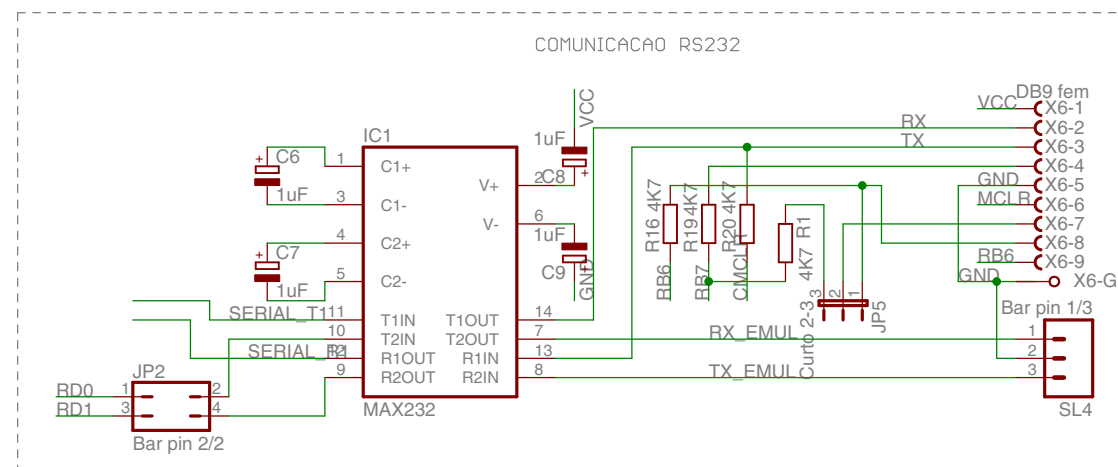 COMUNICACAO RS232
IC1
MAX232
C1+
C1-
C2+
C2-
T1IN
T2IN
R1OUT
R2OUT
V+
V-
T1OUT
T2OUT
R1IN
R2IN
1
3
4
5
11
10
12
9
2
6
14
7
13
8
C6
1uF
C7
1uF
+
+
SERIAL_T1
SERIAL_R1
JP2
RD0
RD1
1
3
2
4
Bar pin 2/2
VCC
1uF
C8
+
1uF
C9
+
GND
RX
TX
R16 4K7
R19 4K7
R20 4K7
R1
4K7
RB6
RB7
CMCLR
3
2
1
JP5
Curto 2-3
RX_EMUL
TX_EMUL
DB9 fem
VCC
X6-1
X6-2
X6-3
X6-4
GND
X6-5
MCLR
X6-6
X6-7
X6-8
RB6
X6-9
GND
X6-G
Bar pin 1/3
1
2
3
SL4